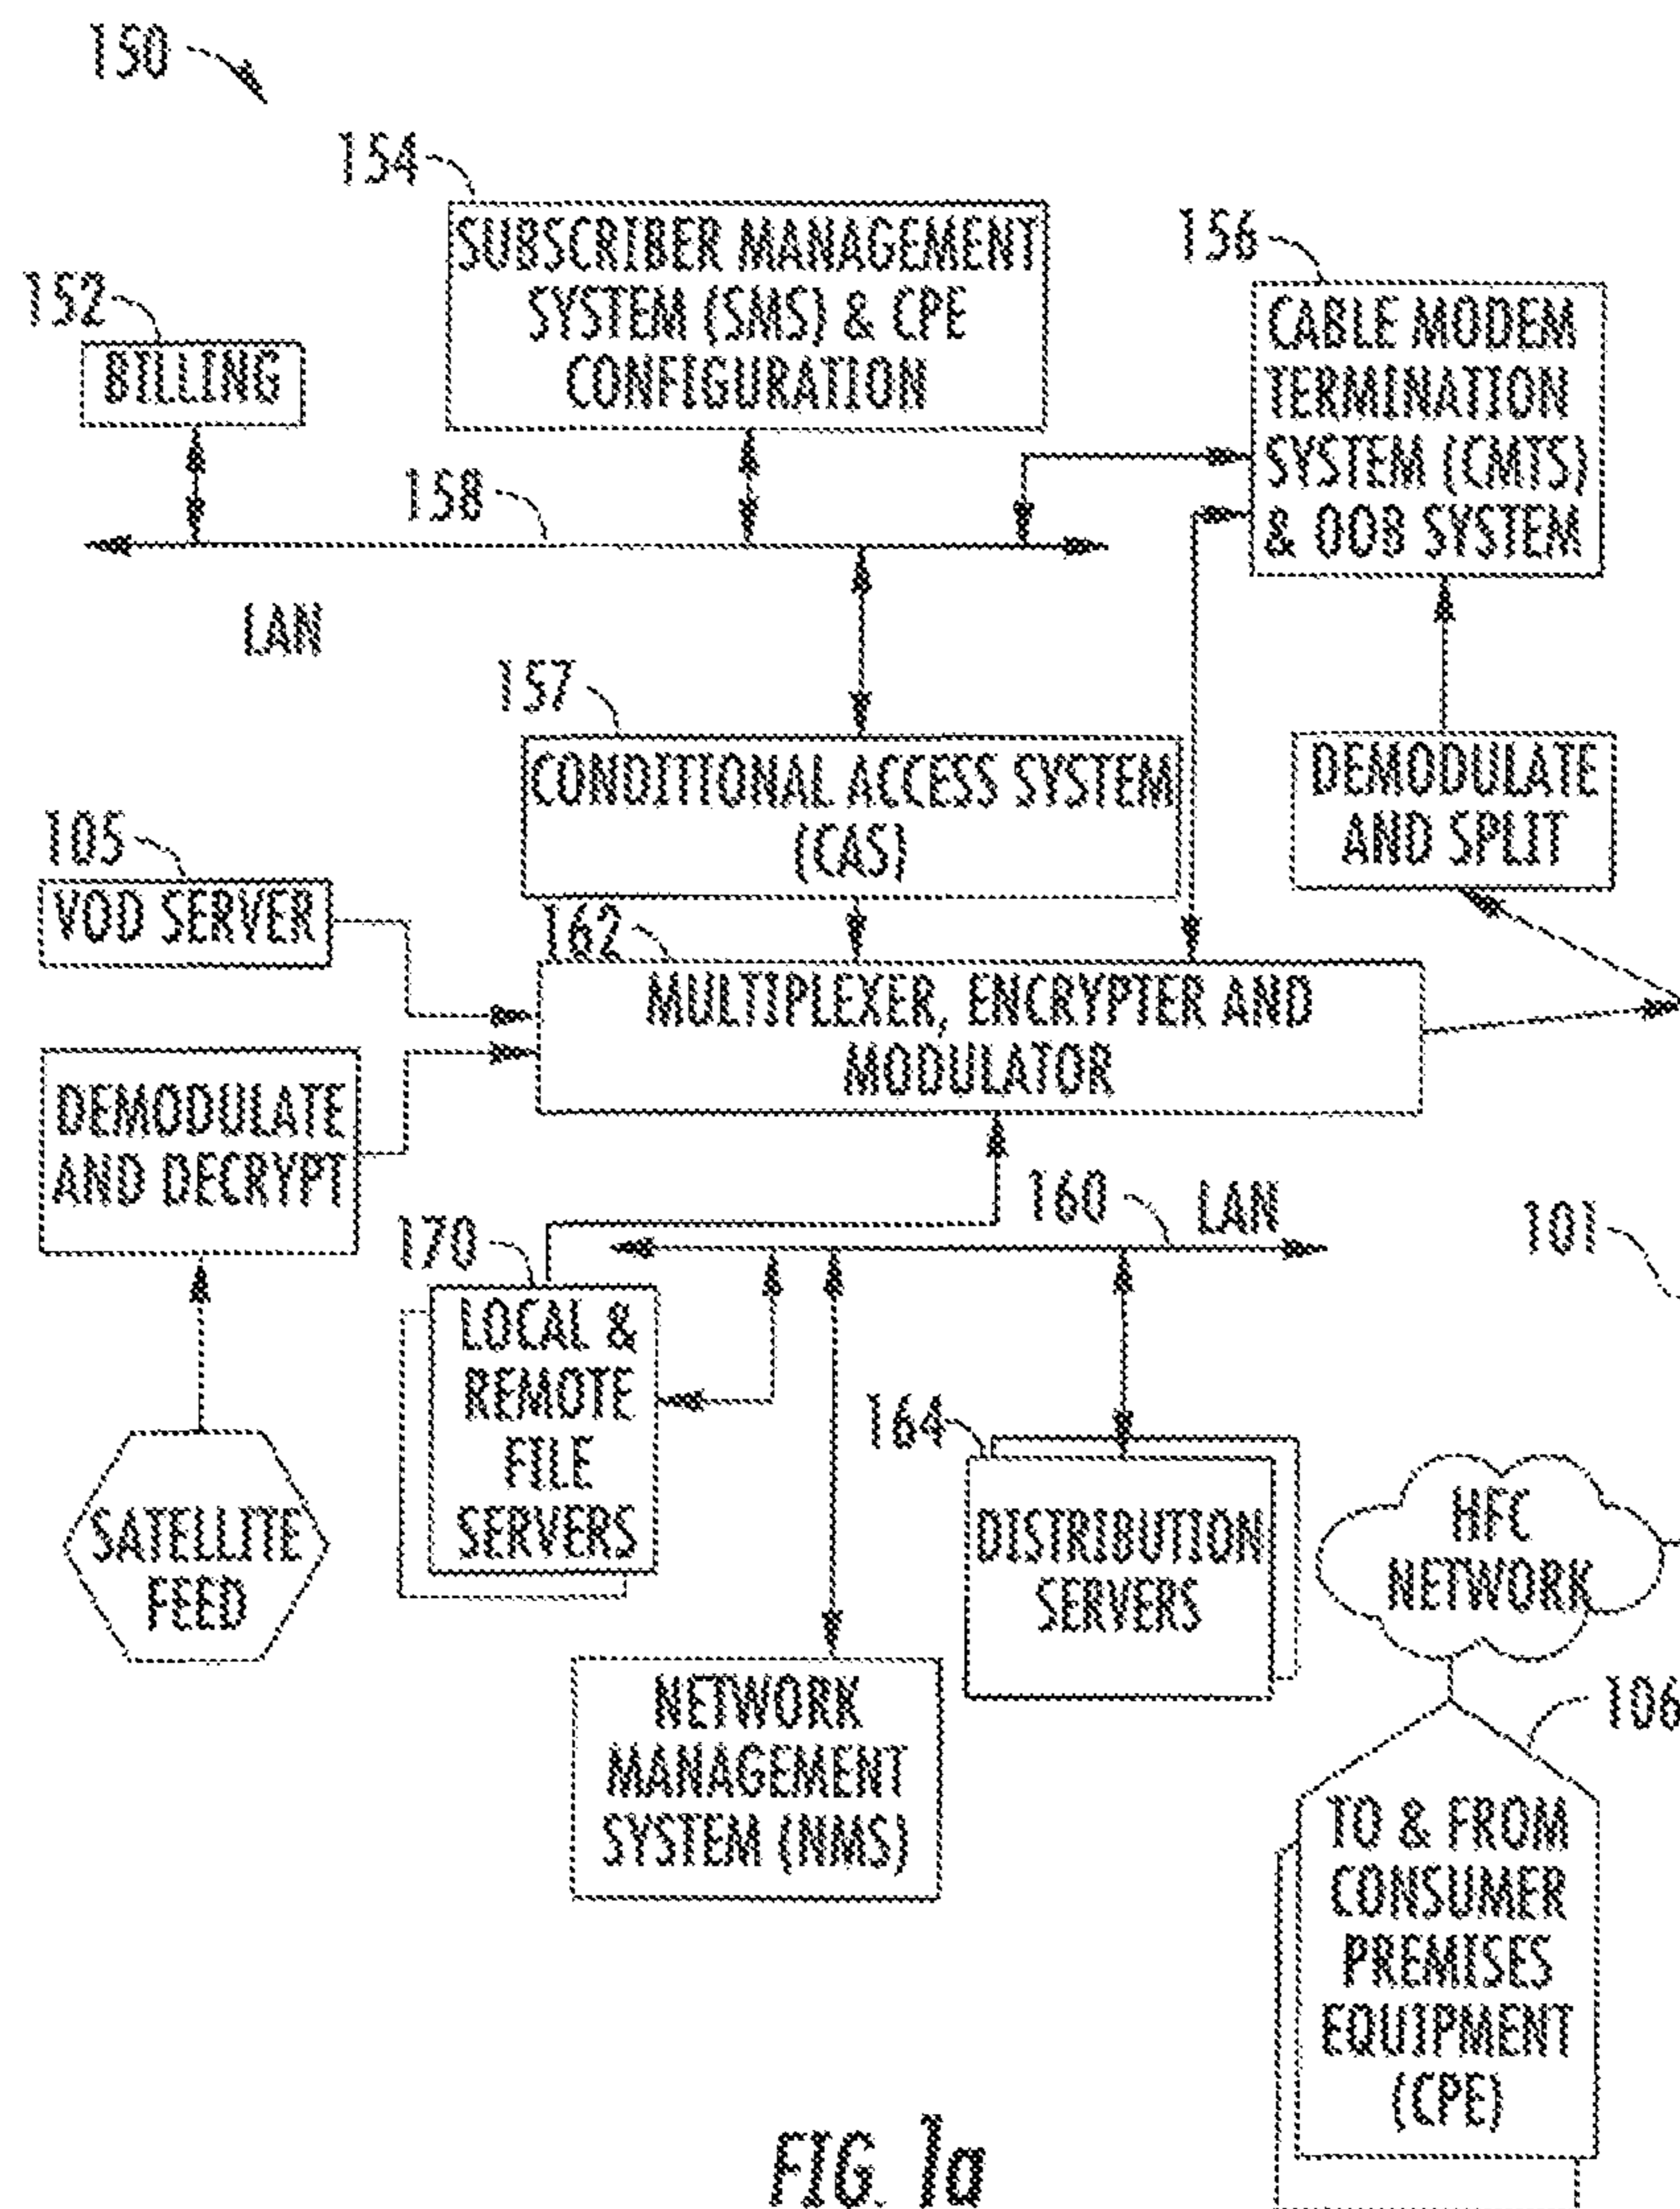 150
154
SUBSCRIBER MANAGEMENT
SYSTEM (SMS) & CPE
CONFIGURATION
156
CABLE MODEM
TERMINATION
SYSTEM (CMTS)
& OOB SYSTEM
152
BILLING
158
LAN
157
CONDITIONAL ACCESS SYSTEM
(CAS)
DEMODULATE
AND SPLIT
105
VOD SERVER
162
MULTIPLEXER, ENCRYPTER AND
MODULATOR
DEMODULATE
AND DECRYPT
160
LAN
101
170
LOCAL &
REMOTE
FILE
SERVERS
164
DISTRIBUTION
SERVERS
HFC
NETWORK
SATELLITE
FEED
NETWORK
MANAGEMENT
SYSTEM (NMS)
106
TO & FROM
CONSUMER
PREMISES
EQUIPMENT
(CPE)
FIG. 1a